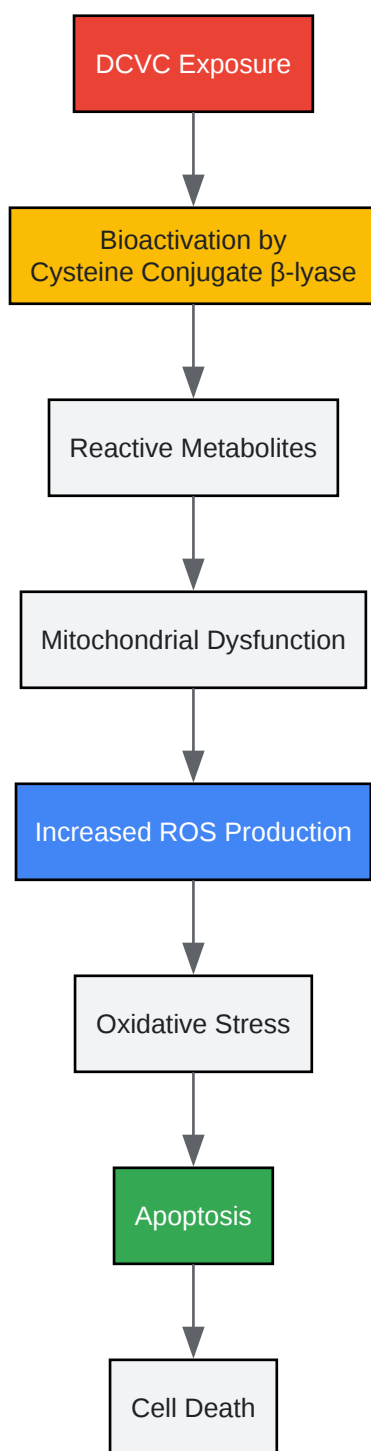 DCVC Exposure
Bioactivation by
Cysteine Conjugate β-lyase
Reactive Metabolites
Mitochondrial Dysfunction
Increased ROS Production
Oxidative Stress
Apoptosis
Cell Death